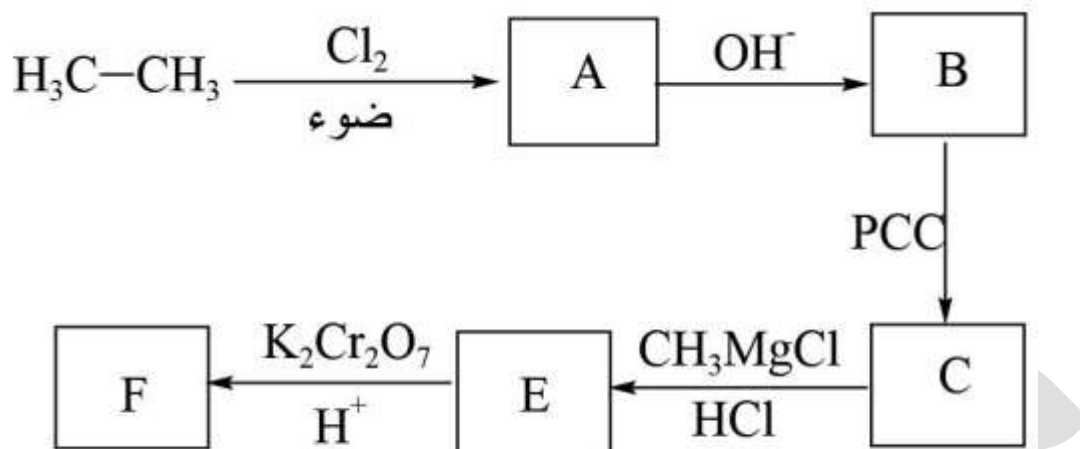 H₃C–CH₃
Cl₂
ضوء
A
OH⁻
B
PCC
C
CH₃MgCl
HCl
E
K₂Cr₂O₇
H⁺
F